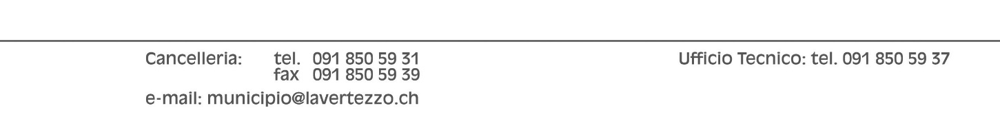 Cancelleria: tel. 091 850 59 31
fax 091 850 59 39
e-mail: municipio@lavertezzo.ch
Ufficio Tecnico: tel. 091 850 59 37